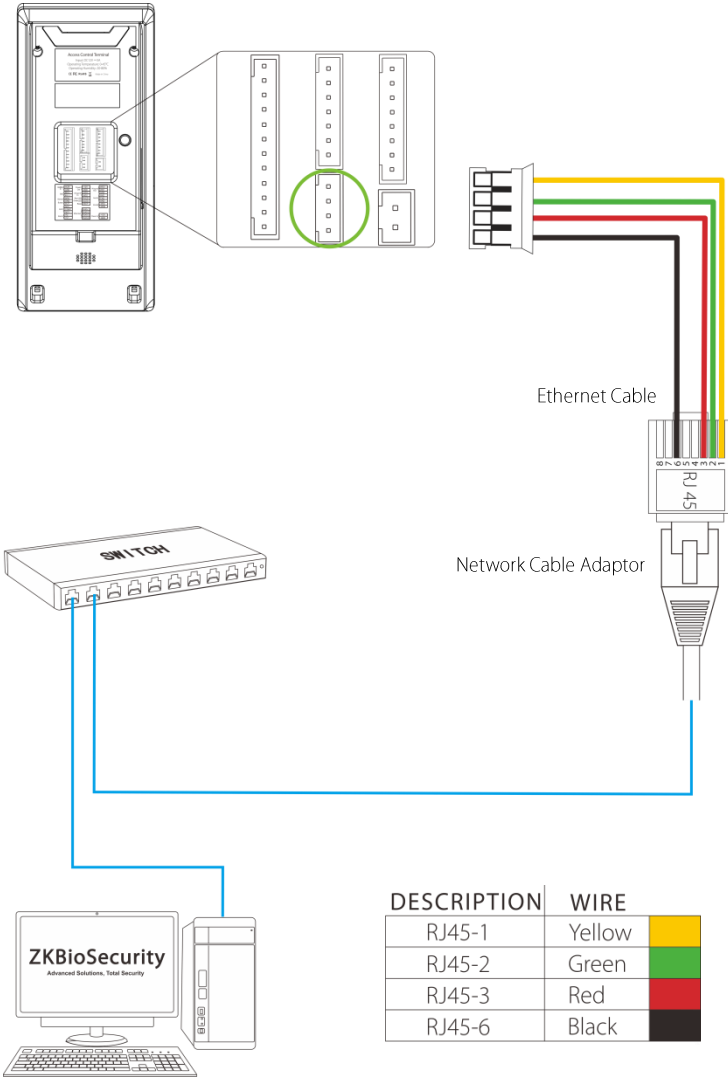 Access Control Terminal
Ethernet Cable
8 7 6 5 4 3 2 1
RJ 45
SWITCH
Network Cable Adaptor
DESCRIPTION WIRE
RJ45-1 Yellow
RJ45-2 Green
RJ45-3 Red
RJ45-6 Black
ZKBioSecurity
Advanced Solutions, Total Security